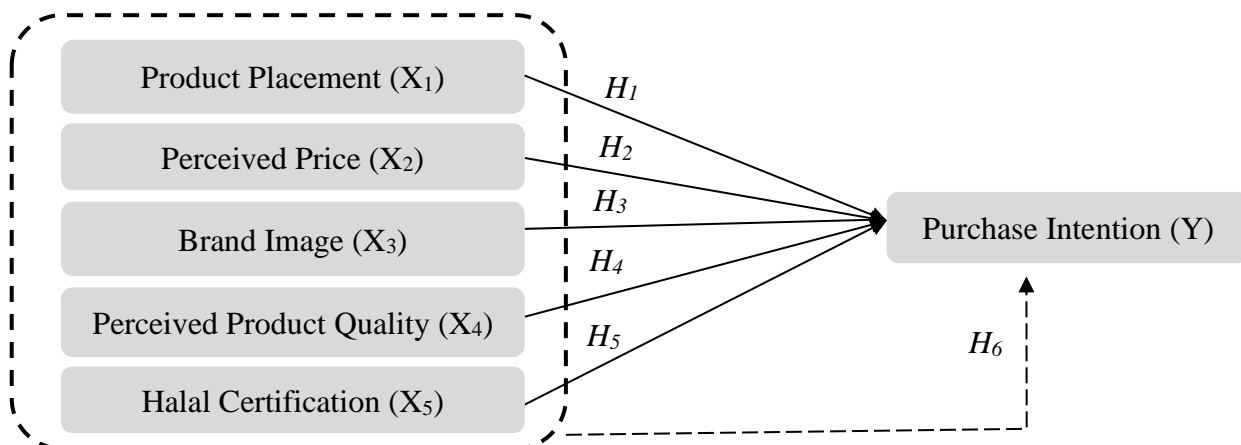 Product Placement (X₁)
H₁
Perceived Price (X₂)
H₂
Brand Image (X₃)
H₃
Purchase Intention (Y)
Perceived Product Quality (X₄)
H₄
Halal Certification (X₅)
H₅
H₆